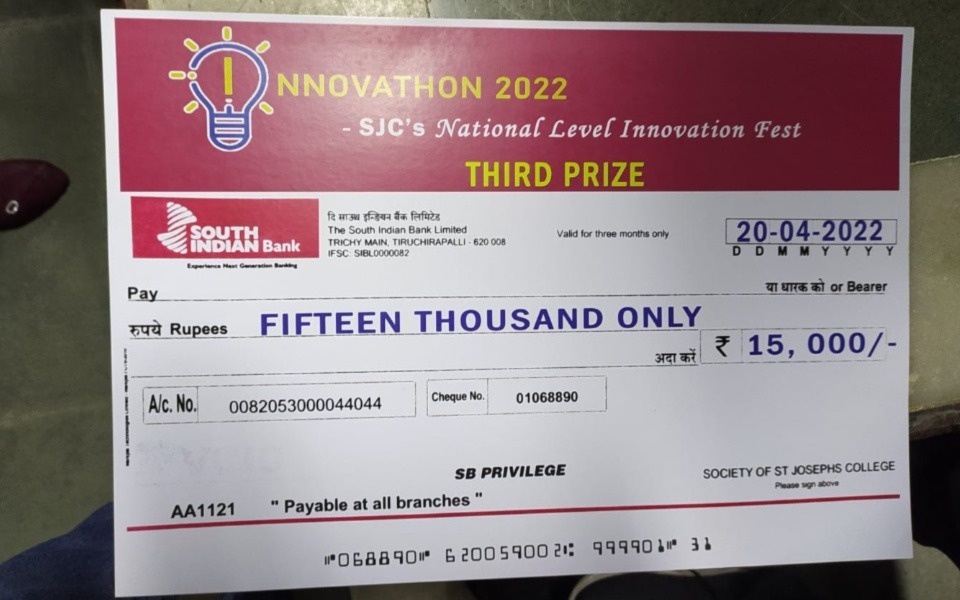 INNOVATHON 2022
- SJC's National Level Innovation Fest
THIRD PRIZE
SOUTH INDIAN Bank
Experience Next Generation Banking
दि साउथ इन्डियन बैंक लिमिटेड
The South Indian Bank Limited
TRICHY MAIN, TIRUCHIRAPALLI - 620 008
IFSC: SIBL0000082
Valid for three months only
20-04-2022
D D M M Y Y Y Y
Pay
या धारक को or Bearer
रुपये Rupees FIFTEEN THOUSAND ONLY
अदा करें ₹ 15, 000/-
A/c. No. 0082053000044044
Cheque No. 01068890
SB PRIVILEGE
SOCIETY OF ST JOSEPHS COLLEGE
Please sign above
AA1121 " Payable at all branches "
⑈068890⑈ 620059002⑆ 999901⑈ 31